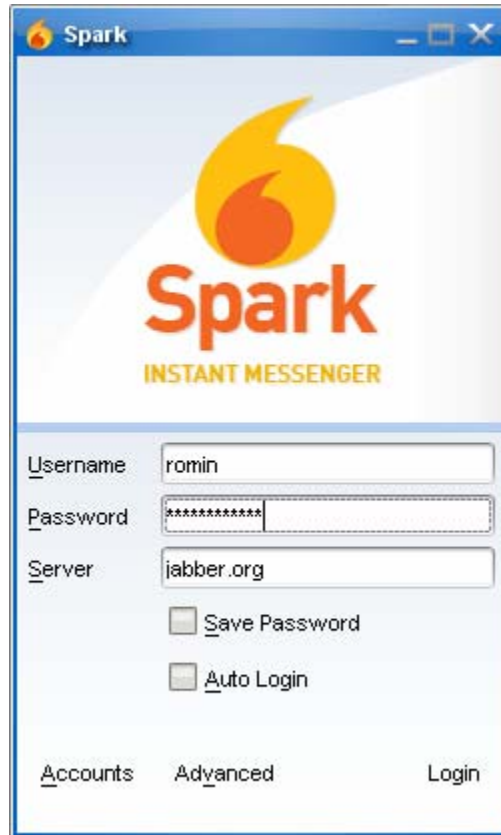 Spark
Spark
INSTANT MESSENGER
Username romin
Password ************
Server jabber.org
Save Password
Auto Login
Accounts Advanced Login